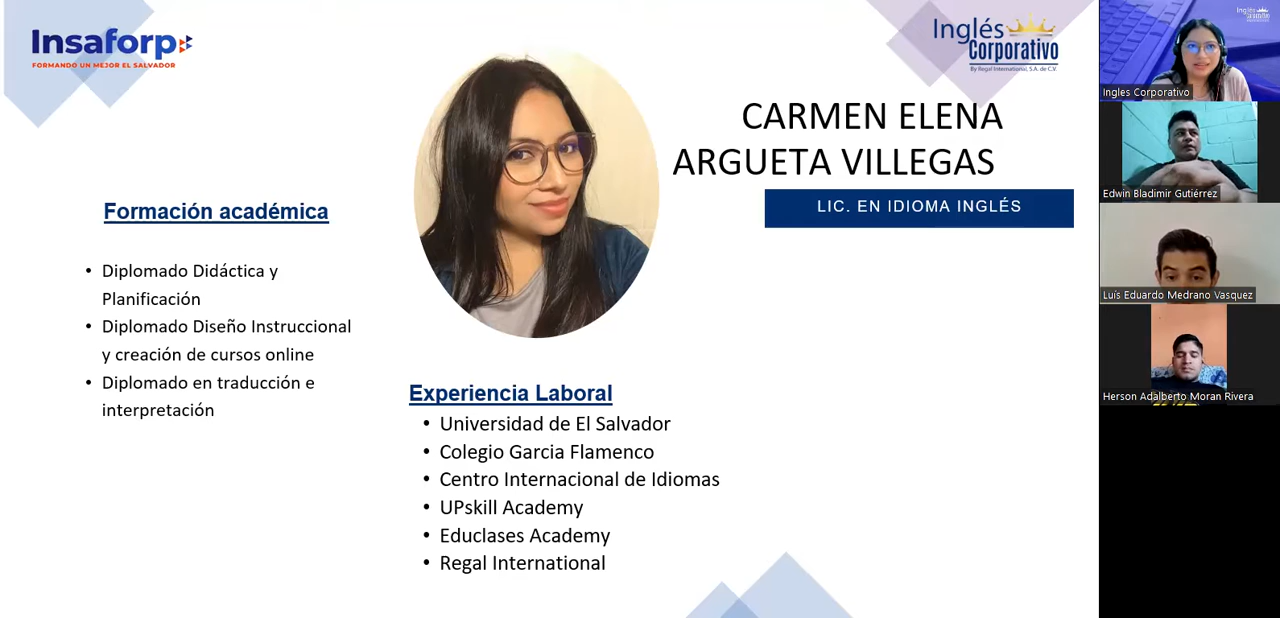 Insaforp
FORMANDO UN MEJOR EL SALVADOR
Inglés
Corporativo
By Regal International, S.A. de C.V.
CARMEN ELENA
ARGUETA VILLEGAS
LIC. EN IDIOMA INGLÉS
Formación académica
• Diplomado Didáctica y
Planificación
• Diplomado Diseño Instruccional
y creación de cursos online
• Diplomado en traducción e
interpretación
Experiencia Laboral
• Universidad de El Salvador
• Colegio Garcia Flamenco
• Centro Internacional de Idiomas
• UPskill Academy
• Educlases Academy
• Regal International
Inglés
Ingles Corporativo
Edwin Bladimir Gutiérrez
Luís Eduardo Medrano Vasquez
Herson Adalberto Moran Rivera